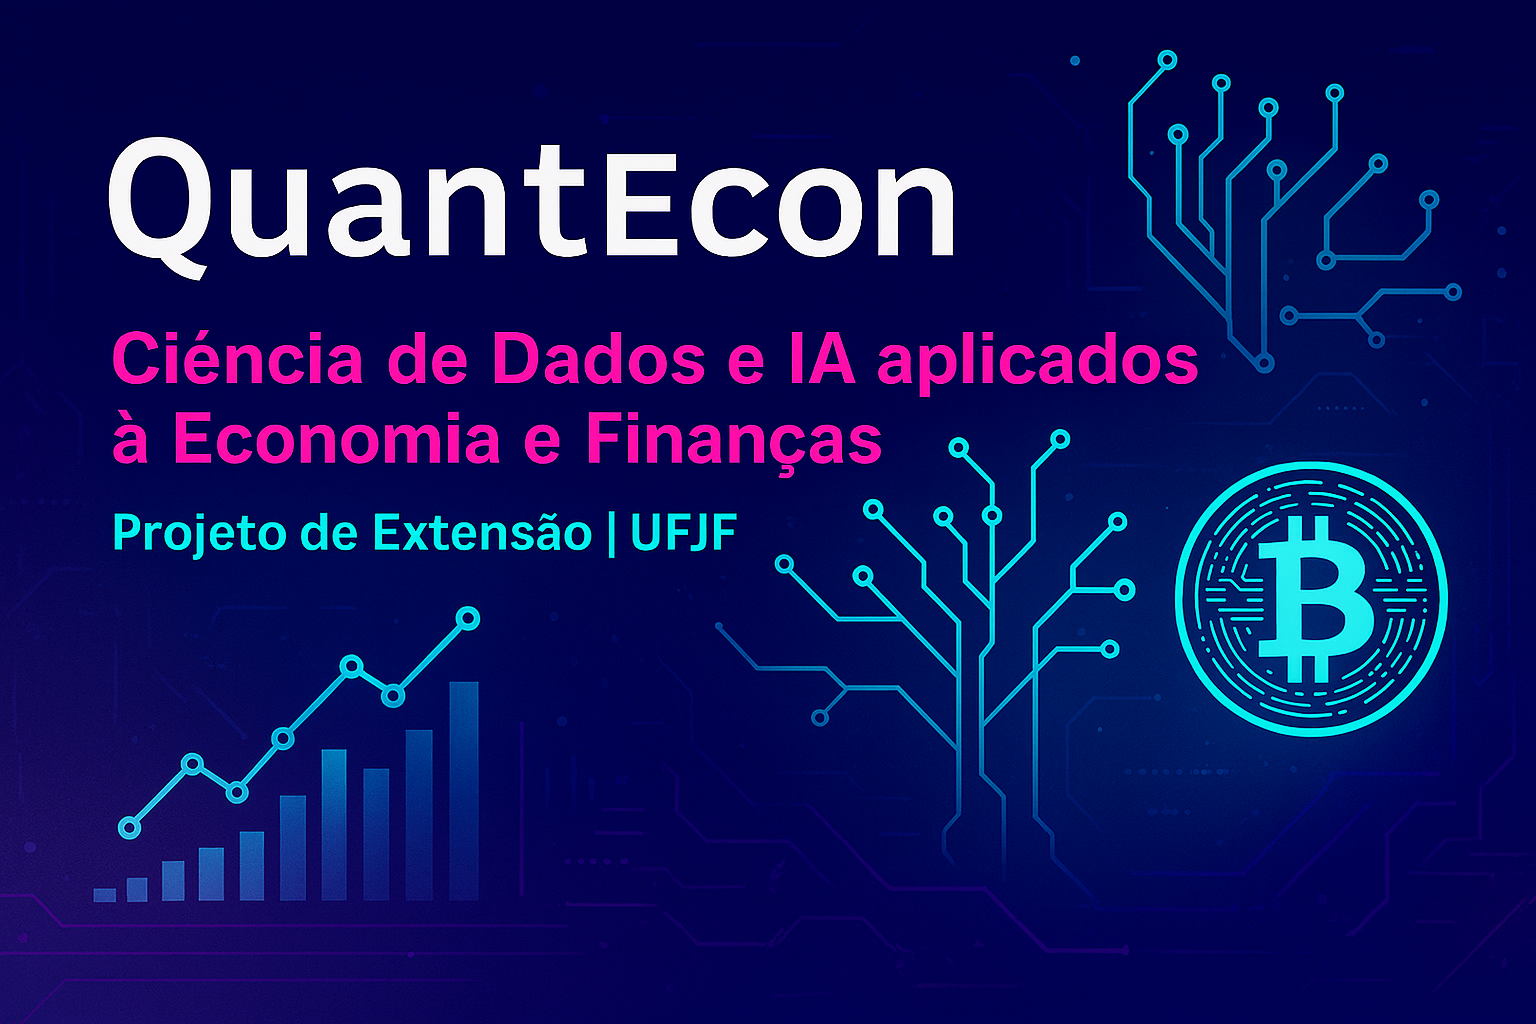 QuantEcon
Ciéncia de Dados e IA aplicados
à Economia e Finanças
Projeto de Extensão | UFJF